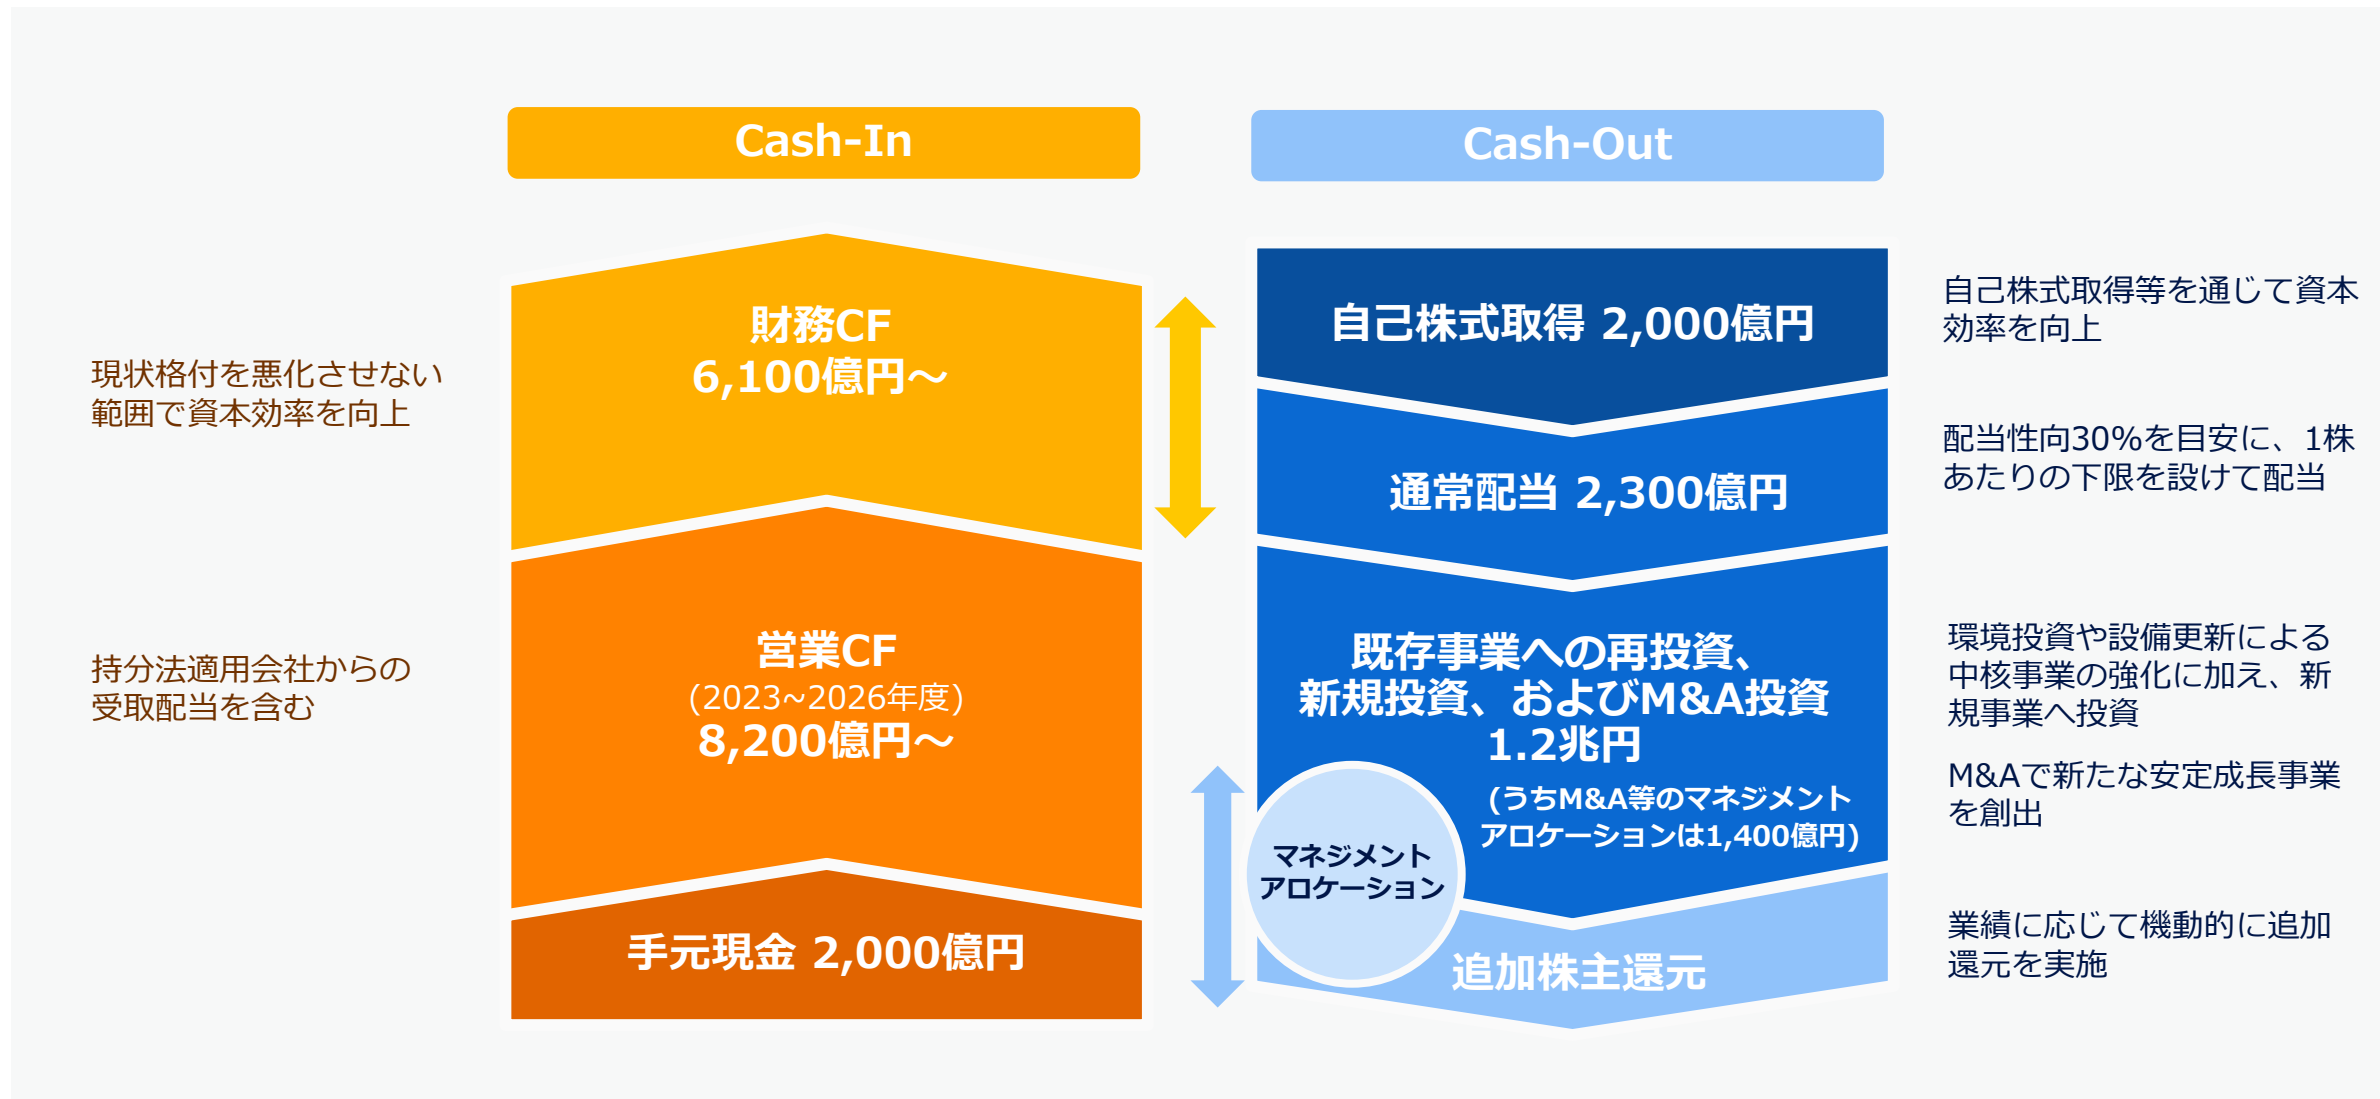 Cash-In
現状格付を悪化させない
範囲で資本効率を向上
財務CF
6,100億円～
持分法適用会社からの
受取配当を含む
営業CF
(2023~2026年度)
8,200億円～
手元現金 2,000億円
Cash-Out
自己株式取得 2,000億円
自己株式取得等を通じて資本
効率を向上
通常配当 2,300億円
配当性向30%を目安に、1株
あたりの下限を設けて配当
既存事業への再投資、
新規投資、およびM&A投資
1.2兆円
(うちM&A等のマネジメント
アロケーションは1,400億円)
環境投資や設備更新による
中核事業の強化に加え、新
規事業へ投資
M&Aで新たな安定成長事業
を創出
マネジメント
アロケーション
追加株主還元
業績に応じて機動的に追加
還元を実施